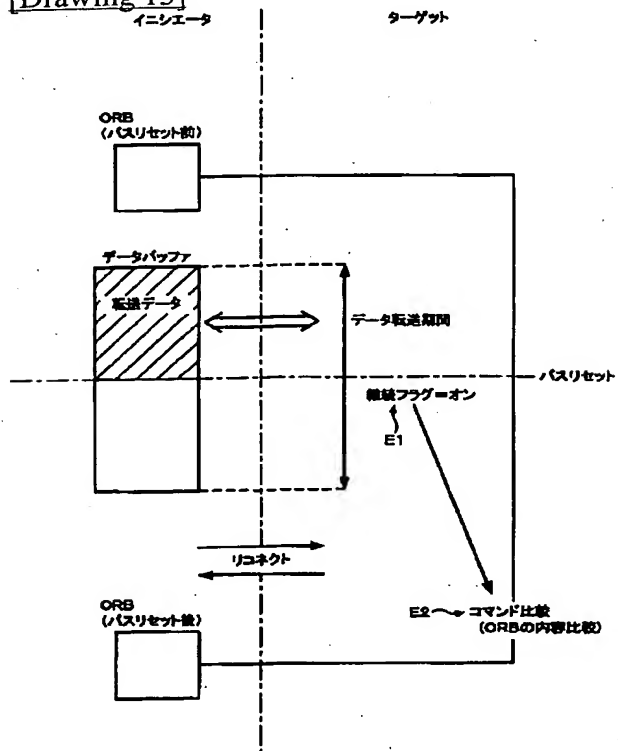 [Drawing 15]
イニシエータ
ターゲット
ORB
(バスリセット前)
データバッファ
転送データ
データ転送期間
バスリセット
継続フラグ=オン
E1
リコネクト
ORB
(バスリセット後)
E2
コマンド比較
(ORBの内容比較)